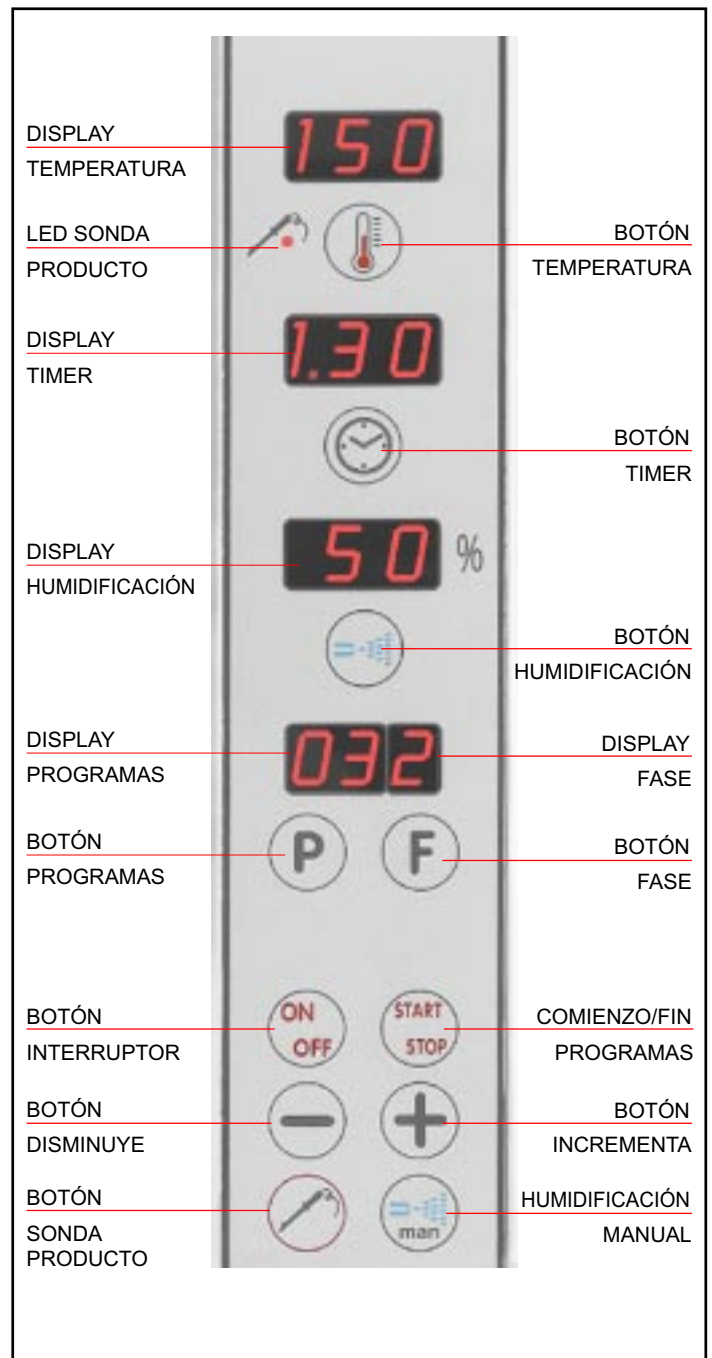 DISPLAY
TEMPERATURA
150
LED SONDA
PRODUCTO
BOTÓN
TEMPERATURA
DISPLAY
TIMER
1.30
BOTÓN
TIMER
DISPLAY
HUMIDIFICACIÓN
50 %
BOTÓN
HUMIDIFICACIÓN
DISPLAY
PROGRAMAS
032
DISPLAY
FASE
BOTÓN
PROGRAMAS
P F
BOTÓN
FASE
BOTÓN
INTERRUPTOR
ON
OFF
START
STOP
COMIENZO/FIN
PROGRAMAS
BOTÓN
DISMINUYE
BOTÓN
INCREMENTA
BOTÓN
SONDA
PRODUCTO
man
HUMIDIFICACIÓN
MANUAL